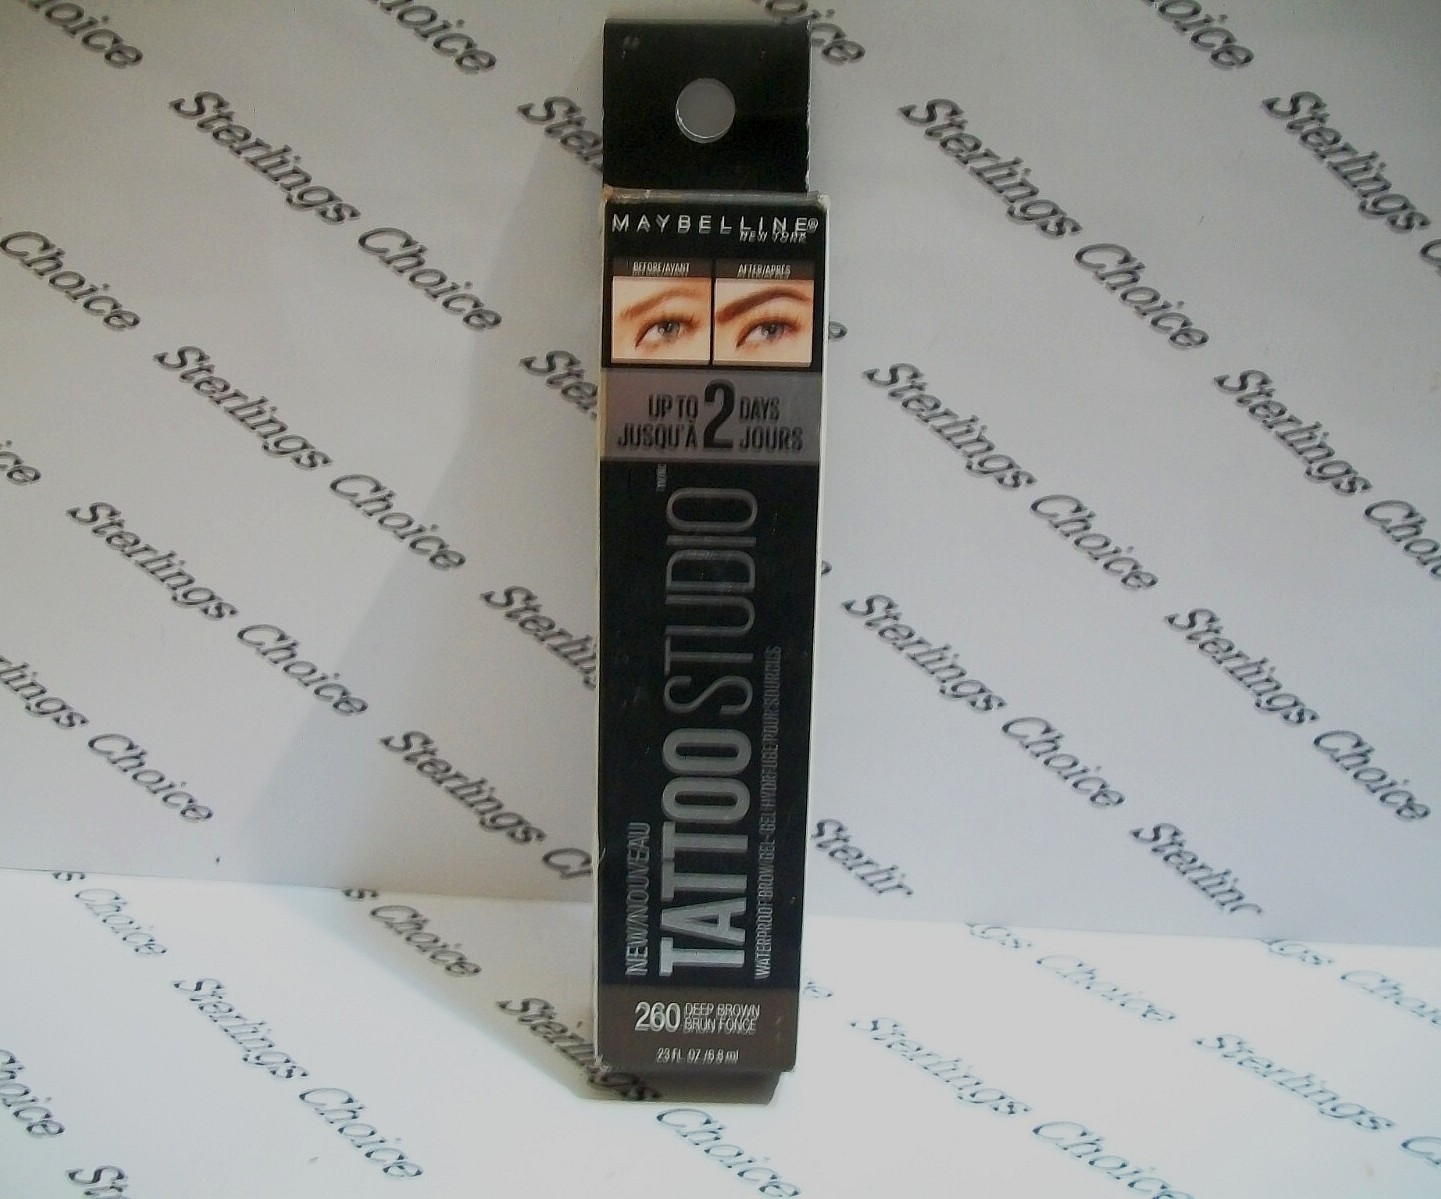 MAYBELLINE®
NEW YORK
BEFORE/AVANT AFTER/APRÈS
UP TO 2 DAYS
JUSQU'À JOURS
NEW/NOUVEAU
TATTOO STUDIO
WATERPROOF BROW GEL • GEL HYDROFUGE POUR SOURCILS
260 DEEP BROWN
BRUN FONCÉ
.23 FL. OZ./6.8 ml
Sterlings Choice